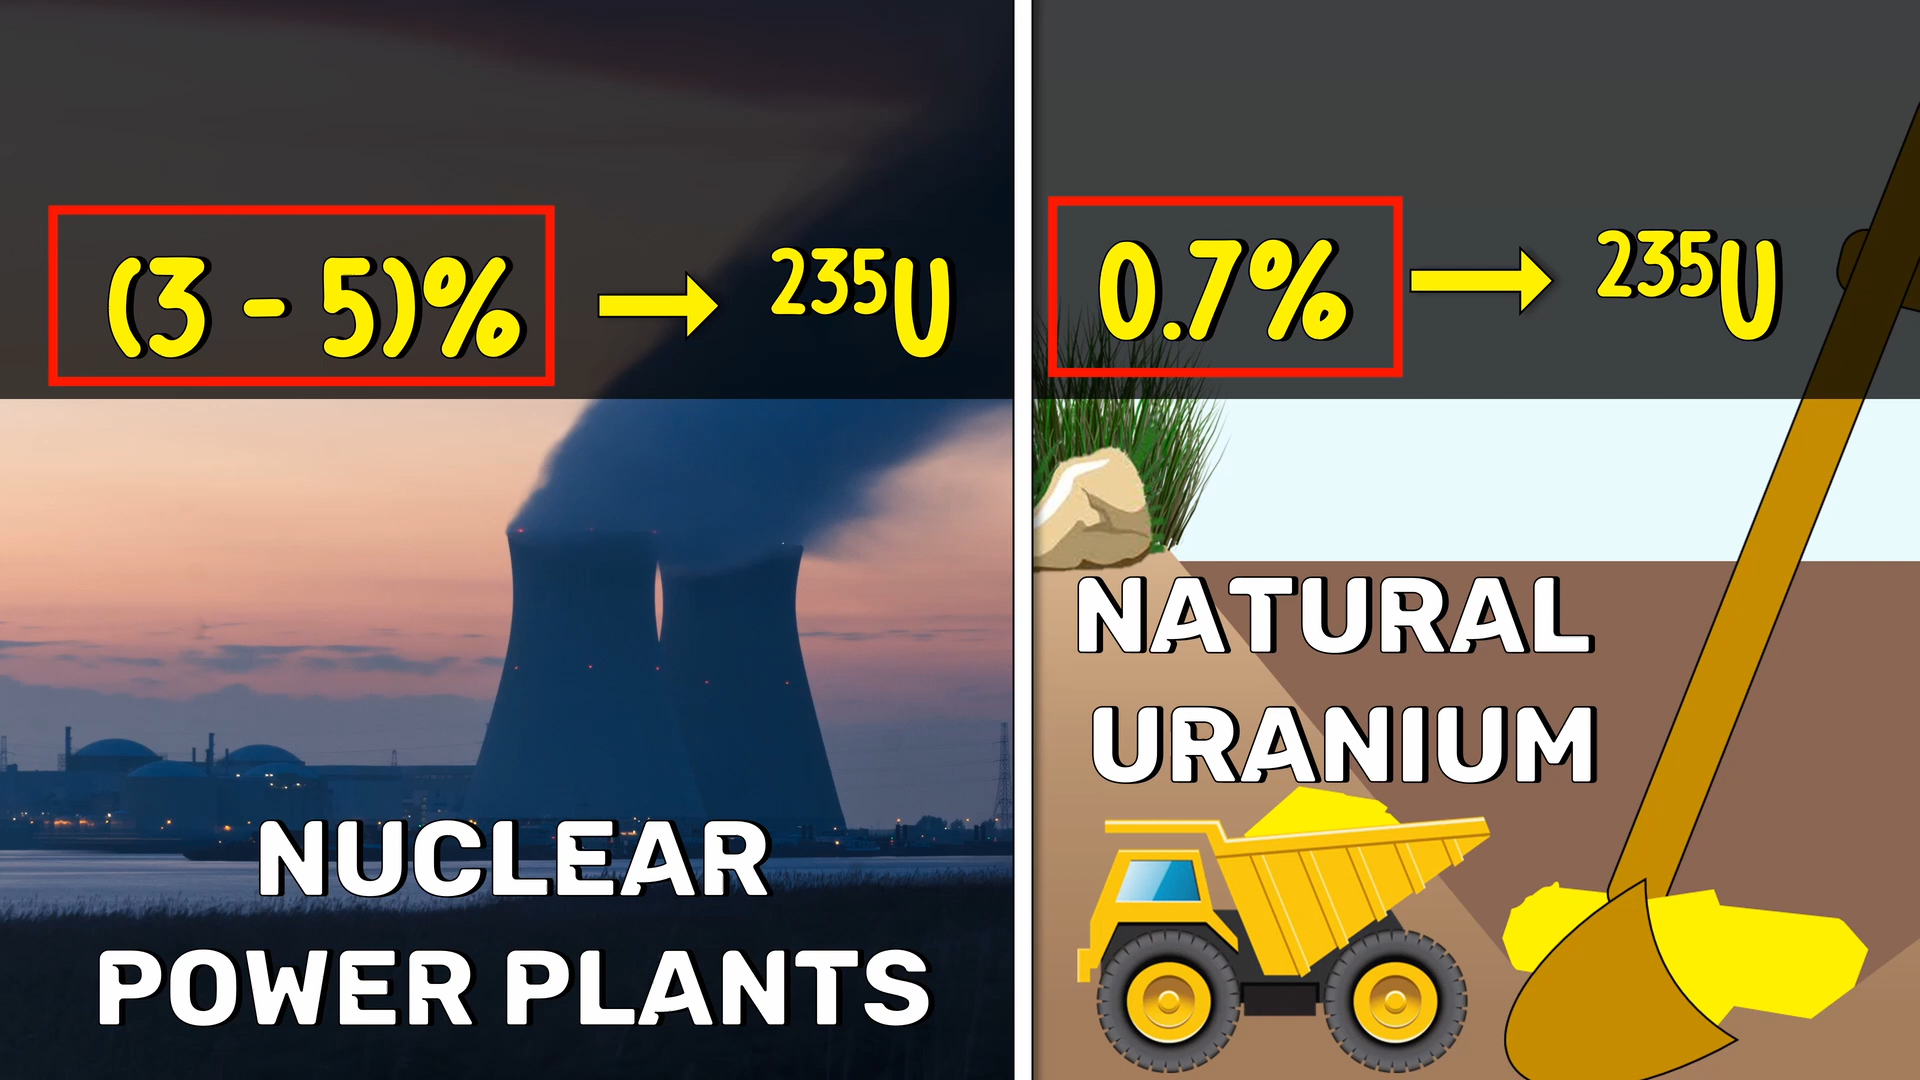 (3 - 5)% → ²³⁵U
NUCLEAR
POWER PLANTS
0.7% → ²³⁵U
NATURAL
URANIUM